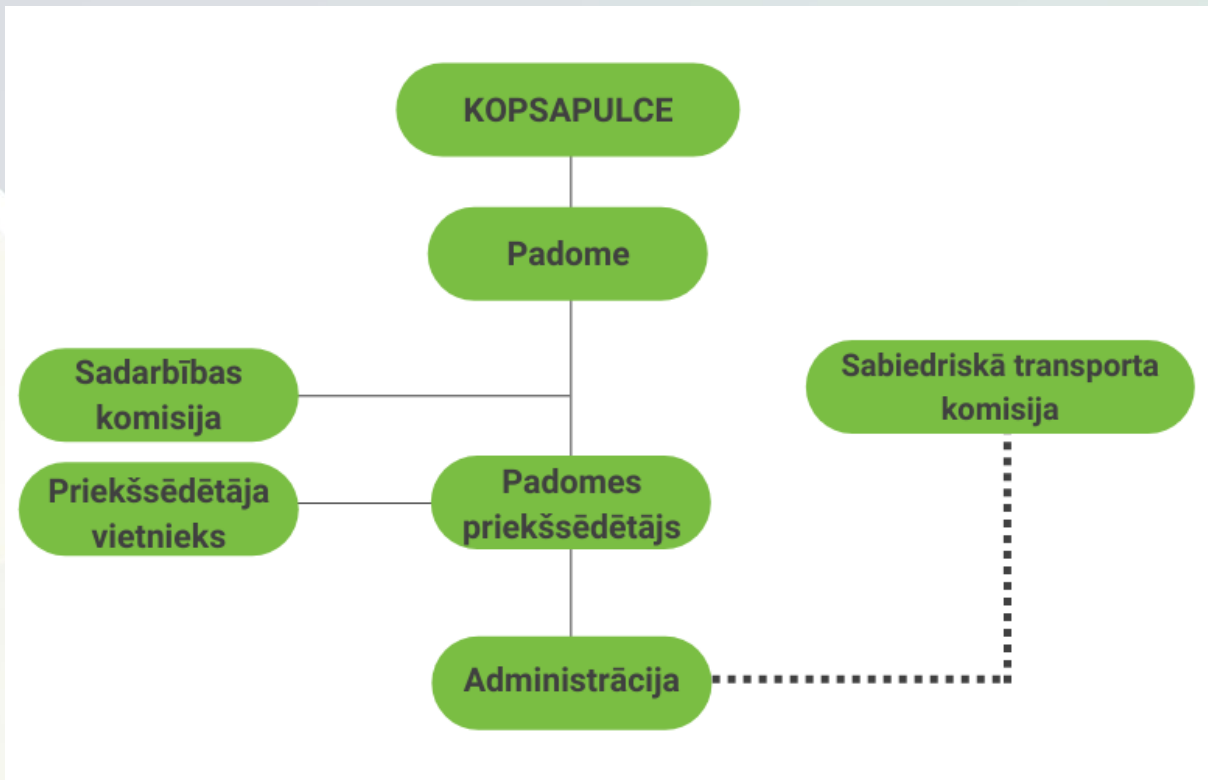 KOPSAPULCE
Padome
Sadarbības
komisija
Sabiedriskā transporta
komisija
Priekšsēdētāja
vietnieks
Padomes
priekšsēdētājs
Administrācija